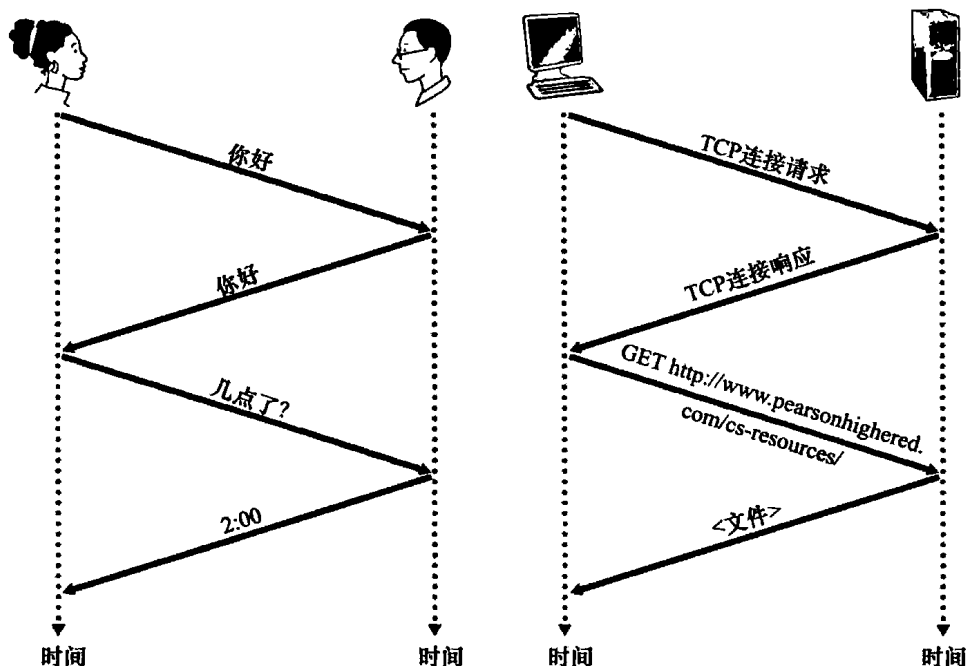 你好
你好
几点了?
2:00
时间
时间
TCP连接请求
TCP连接响应
GET http://www.pearsonhighered.
com/cs-resources/
<文件>
时间
时间